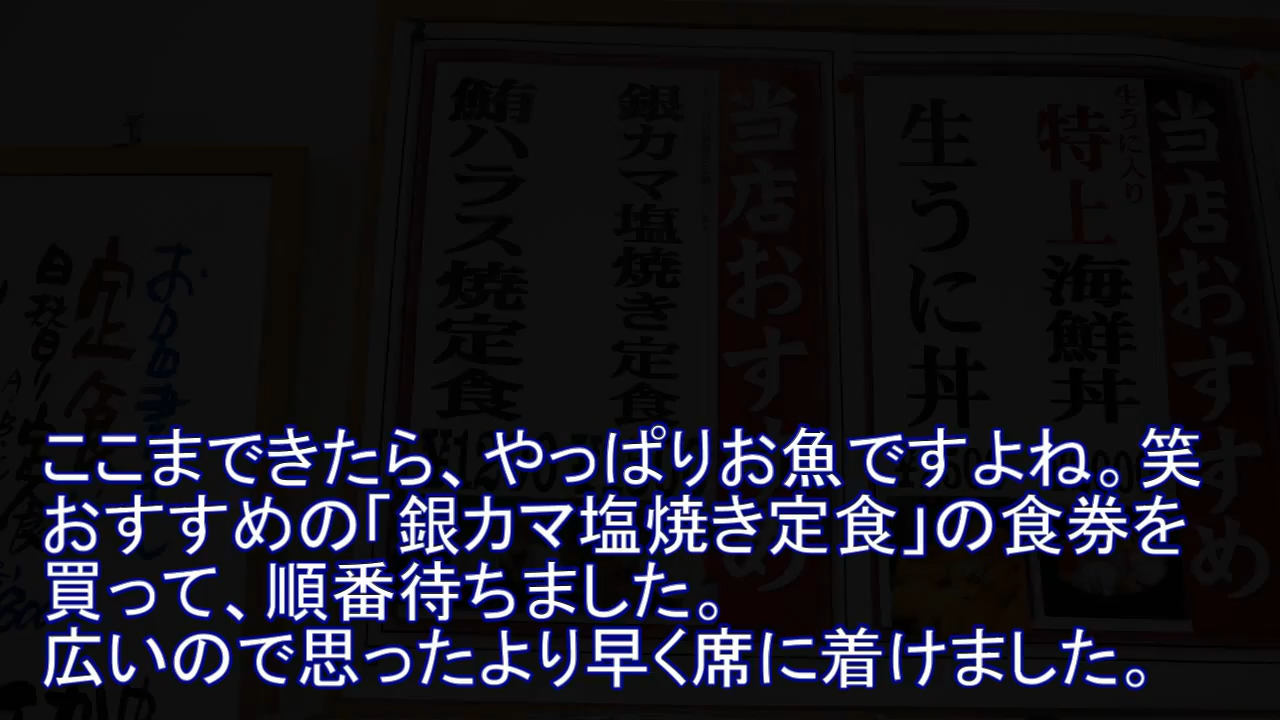 ここまできたら、やっぱりお魚ですよね。笑
おすすめの「銀カマ塩焼き定食」の食券を
買って、順番待ちました。
広いので思ったより早く席に着けました。
当店おすすめ
生うに入り
特上海鮮丼
生うに丼
当店おすすめ
銀カマ塩焼き定食
鮪ハラス焼定食
定食